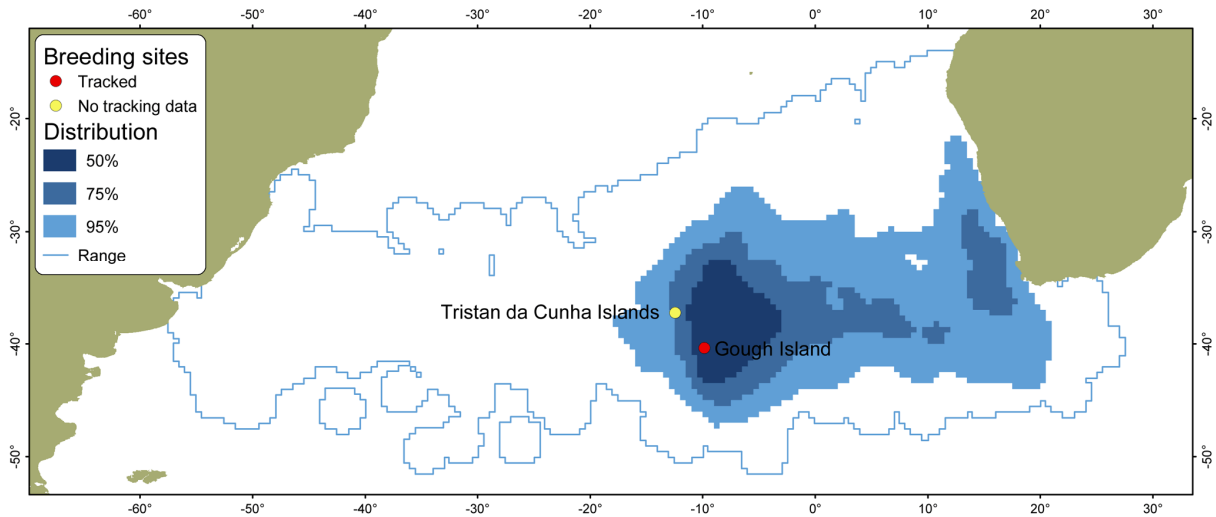 -60° -50° -40° -30° -20° -10° 0° 10° 20° 30°
Breeding sites
Tracked
No tracking data
Distribution
50%
75%
95%
Range
-20° -20°
-30° -30°
Tristan da Cunha Islands
-40° -40°
Gough Island
-50° -50°
-60° -50° -40° -30° -20° -10° 0° 10° 20° 30°